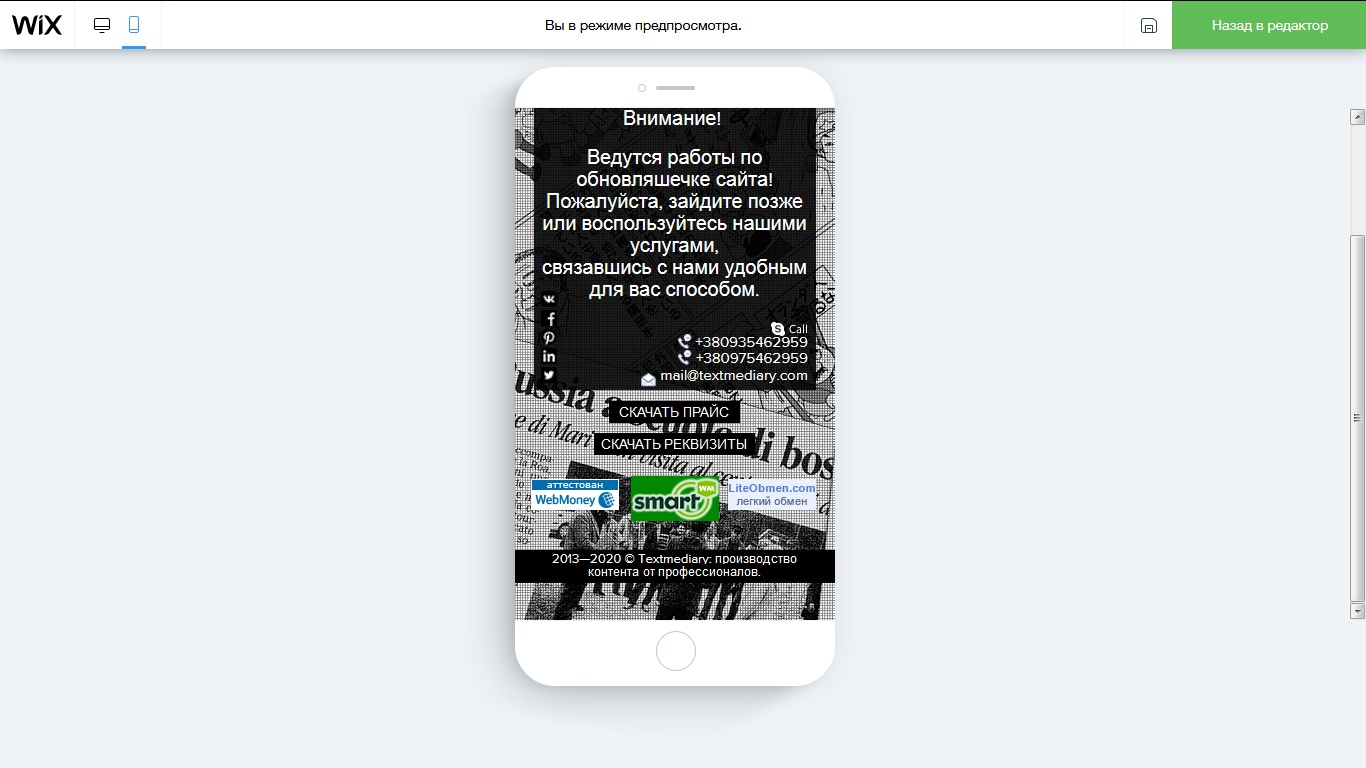 WiX
Вы в режиме предпросмотра.
Назад в редактор
Внимание!
Ведутся работы по
обновляшечке сайта!
Пожалуйста, зайдите позже
или воспользуйтесь нашими
услугами,
связавшись с нами удобным
для вас способом.
Call
+380935462959
+380975462959
mail@textmediary.com
СКАЧАТЬ ПРАЙС
СКАЧАТЬ РЕКВИЗИТЫ
аттестован
WebMoney
smart WM
LiteObmen.com
легкий обмен
2013—2020 © Textmediary: производство
контента от профессионалов.